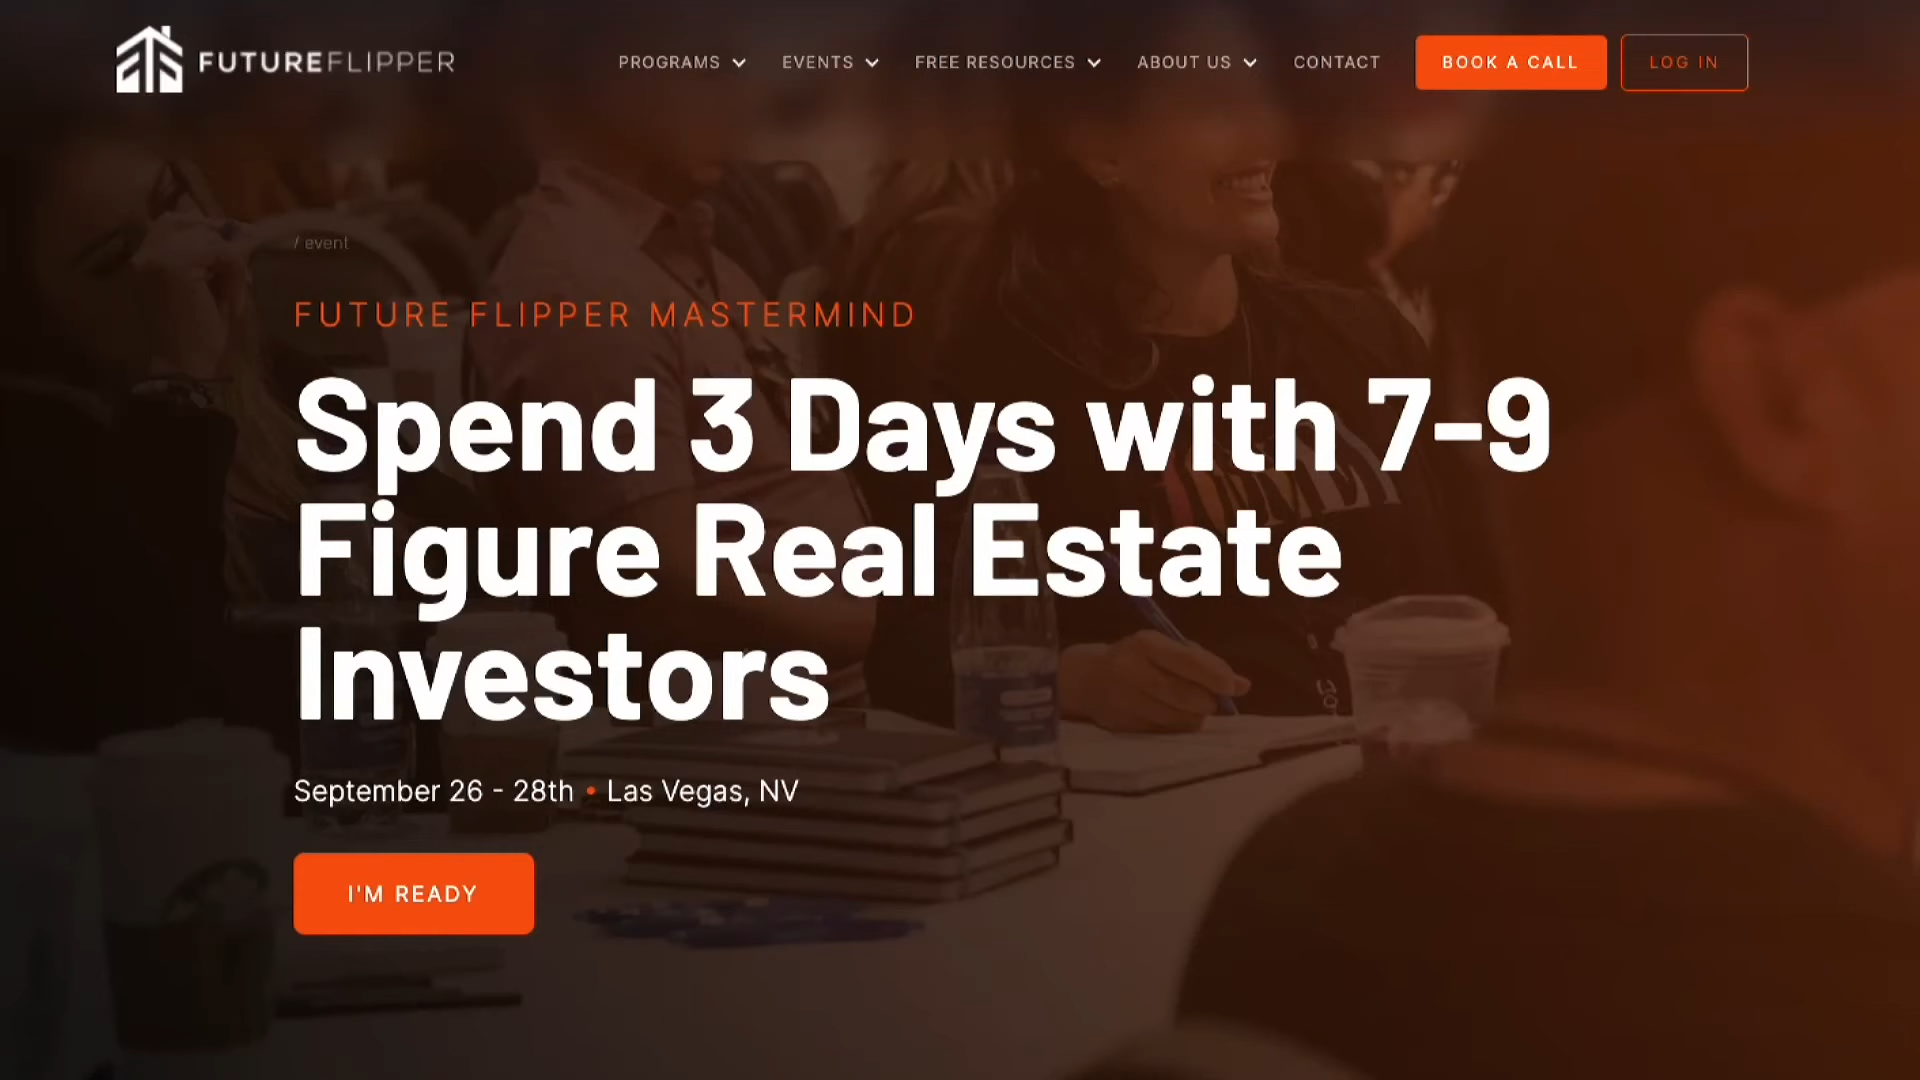 FUTUREFLIPPER
PROGRAMS
EVENTS
FREE RESOURCES
ABOUT US
CONTACT
BOOK A CALL
LOG IN
/ event
FUTURE FLIPPER MASTERMIND
Spend 3 Days with 7-9
Figure Real Estate
Investors
September 26 - 28th • Las Vegas, NV
I'M READY